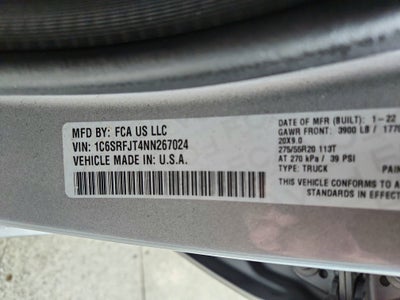 MFD BY: FCA US LLC
VIN: 1C6SRFJT4NN267024
VEHICLE MADE IN U.S.A.
DATE OF MFR (BUILT): 1-22
GAWR FRONT: 3900 LB / 177
20X9.0
275/55R20 113T
AT 270 kPa / 39 PSI
TYPE: TRUCK PAIN
THIS VEHICLE CONFORMS TO A
STANDARDS IN EFFECT